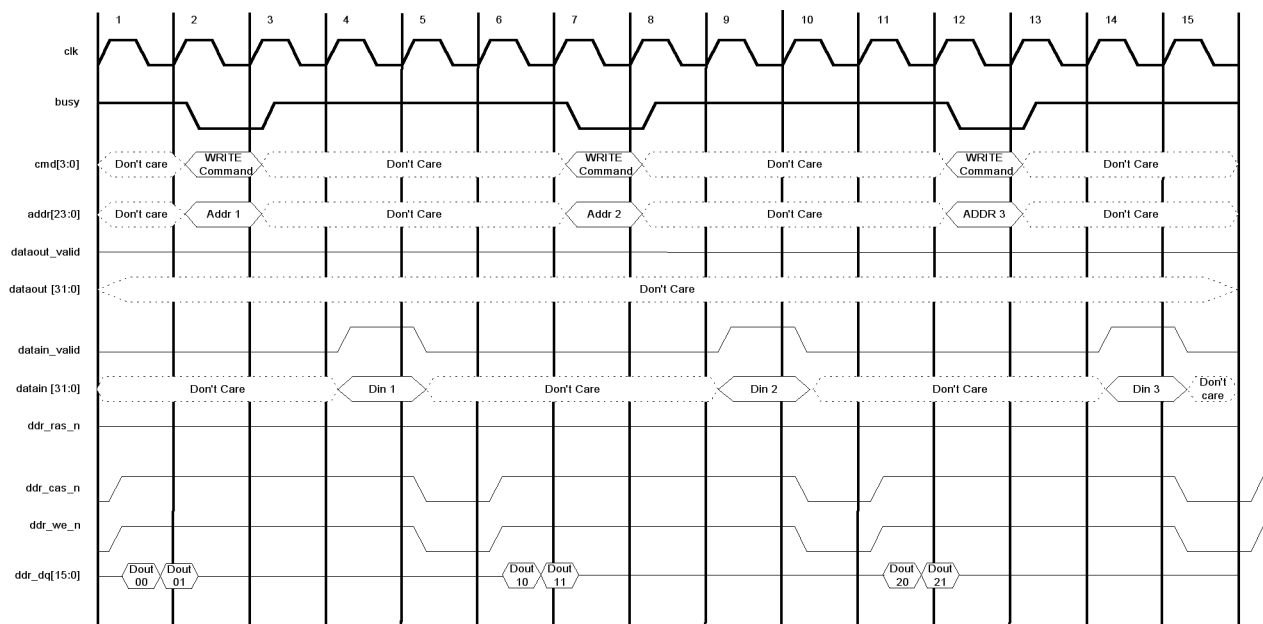 1 2 3 4 5 6 7 8 9 10 11 12 13 14 15
clk
busy
cmd[3:0] Don't care WRITE Command Don't Care WRITE Command Don't Care WRITE Command Don't Care
addr[23:0] Don't care Addr 1 Don't Care Addr 2 Don't Care ADDR 3 Don't Care
dataout_valid
dataout [31:0] Don't Care
datain_valid
datain [31:0] Don't Care Din 1 Don't Care Din 2 Don't Care Din 3 Don't care
ddr_ras_n
ddr_cas_n
ddr_we_n
ddr_dq[15:0] Dout 00 Dout 01 Dout 10 Dout 11 Dout 20 Dout 21